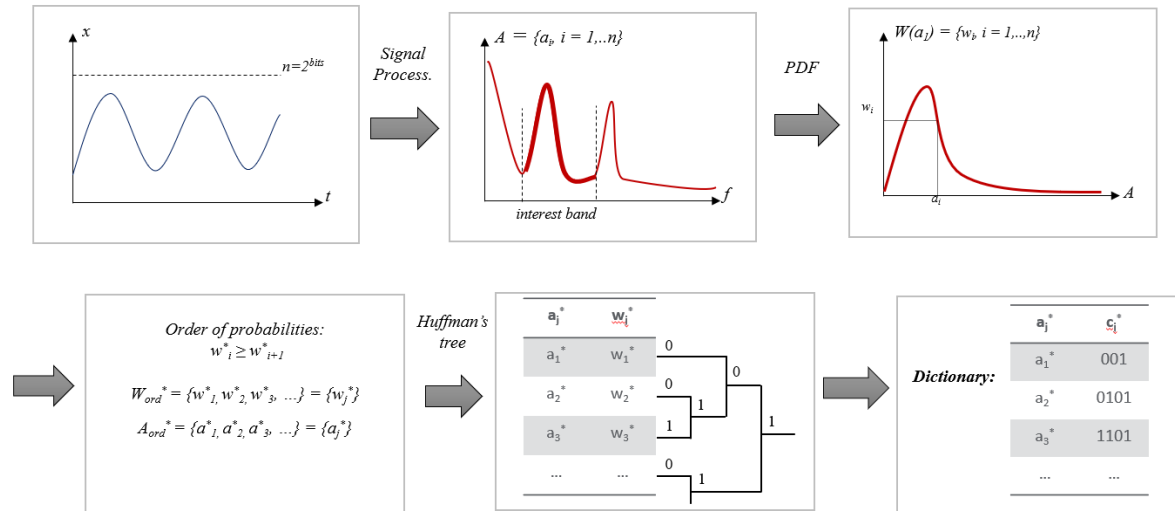 x
n=2^bits
t
Signal
Process.
A = {a_i, i = 1,..n}
interest band
f
PDF
W(a_1) = {w_i, i = 1,..,n}
w_i
a_i
A
Order of probabilities:
w*_i ≥ w*_{i+1}
W_ord* = {w*_1, w*_2, w*_3, ...} = {w_j*}
A_ord* = {a*_1, a*_2, a*_3, ...} = {a_j*}
Huffman's
tree
a_j* w_j*
a_1* w_1* 0
0
a_2* w_2* 0
1
1
a_3* w_3* 1
0
... ... 1
Dictionary:
a_j* c_j*
a_1* 001
a_2* 0101
a_3* 1101
... ...